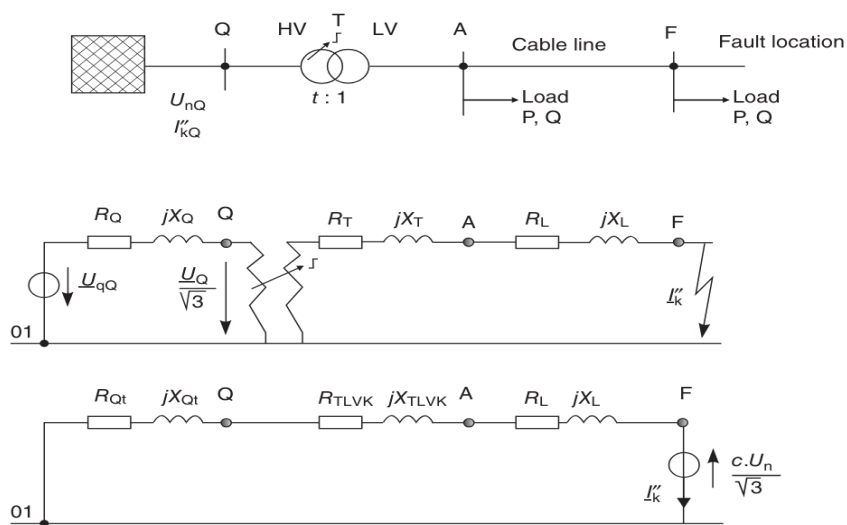 Q HV T LV A Cable line F Fault location
t : 1
U_nQ
I″_kQ
Load
P, Q
Load
P, Q
R_Q jX_Q Q R_T jX_T A R_L jX_L F
U_qQ
U_Q
√3
I″_k
01
R_Qt jX_Qt Q R_TLVK jX_TLVK A R_L jX_L F
c.U_n
√3
I″_k
01